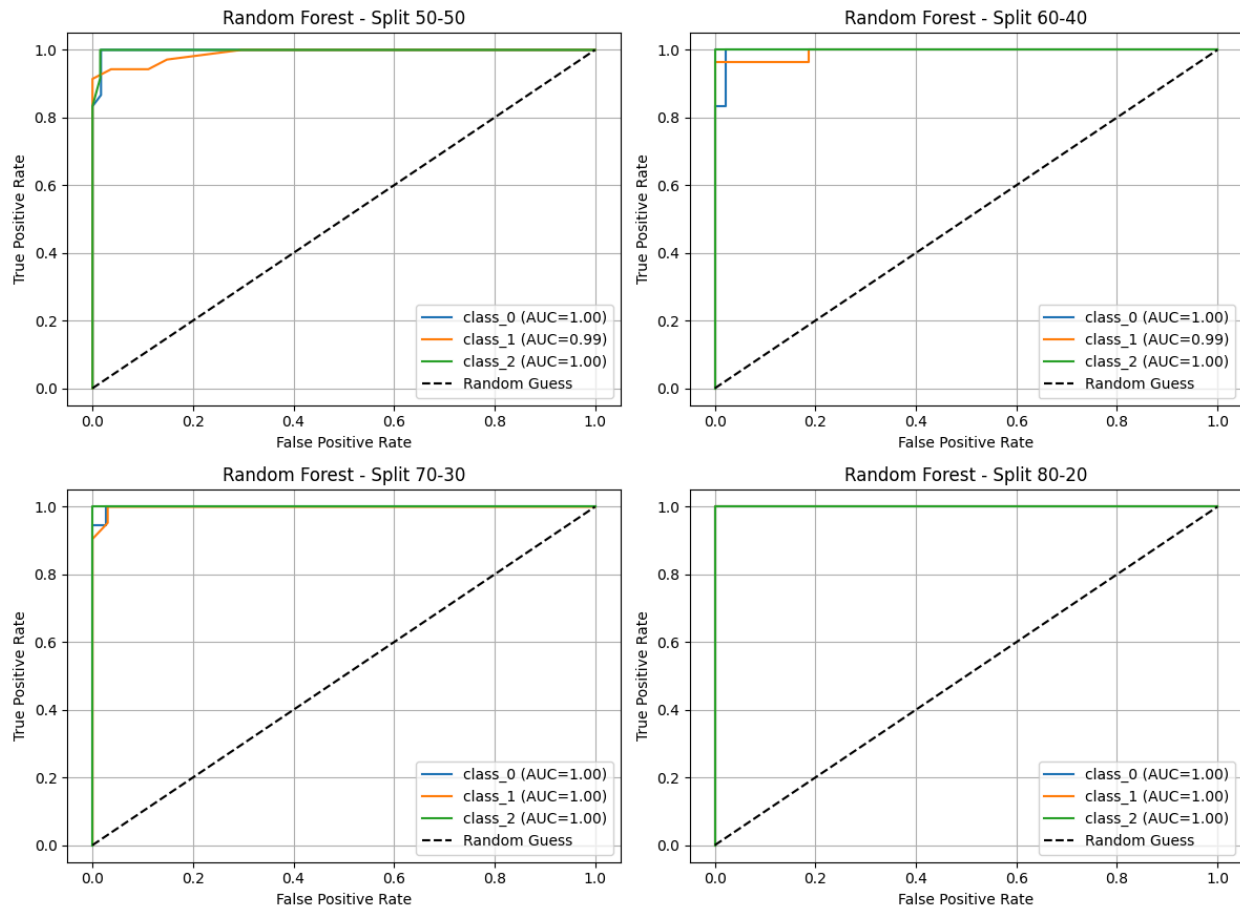 Random Forest - Split 50-50
1.0
0.8
0.6
0.4
0.2
0.0
True Positive Rate
class_0 (AUC=1.00)
class_1 (AUC=0.99)
class_2 (AUC=1.00)
Random Guess
0.0 0.2 0.4 0.6 0.8 1.0
False Positive Rate
Random Forest - Split 60-40
1.0
0.8
0.6
0.4
0.2
0.0
True Positive Rate
class_0 (AUC=1.00)
class_1 (AUC=0.99)
class_2 (AUC=1.00)
Random Guess
0.0 0.2 0.4 0.6 0.8 1.0
False Positive Rate
Random Forest - Split 70-30
1.0
0.8
0.6
0.4
0.2
0.0
True Positive Rate
class_0 (AUC=1.00)
class_1 (AUC=1.00)
class_2 (AUC=1.00)
Random Guess
0.0 0.2 0.4 0.6 0.8 1.0
False Positive Rate
Random Forest - Split 80-20
1.0
0.8
0.6
0.4
0.2
0.0
True Positive Rate
class_0 (AUC=1.00)
class_1 (AUC=1.00)
class_2 (AUC=1.00)
Random Guess
0.0 0.2 0.4 0.6 0.8 1.0
False Positive Rate